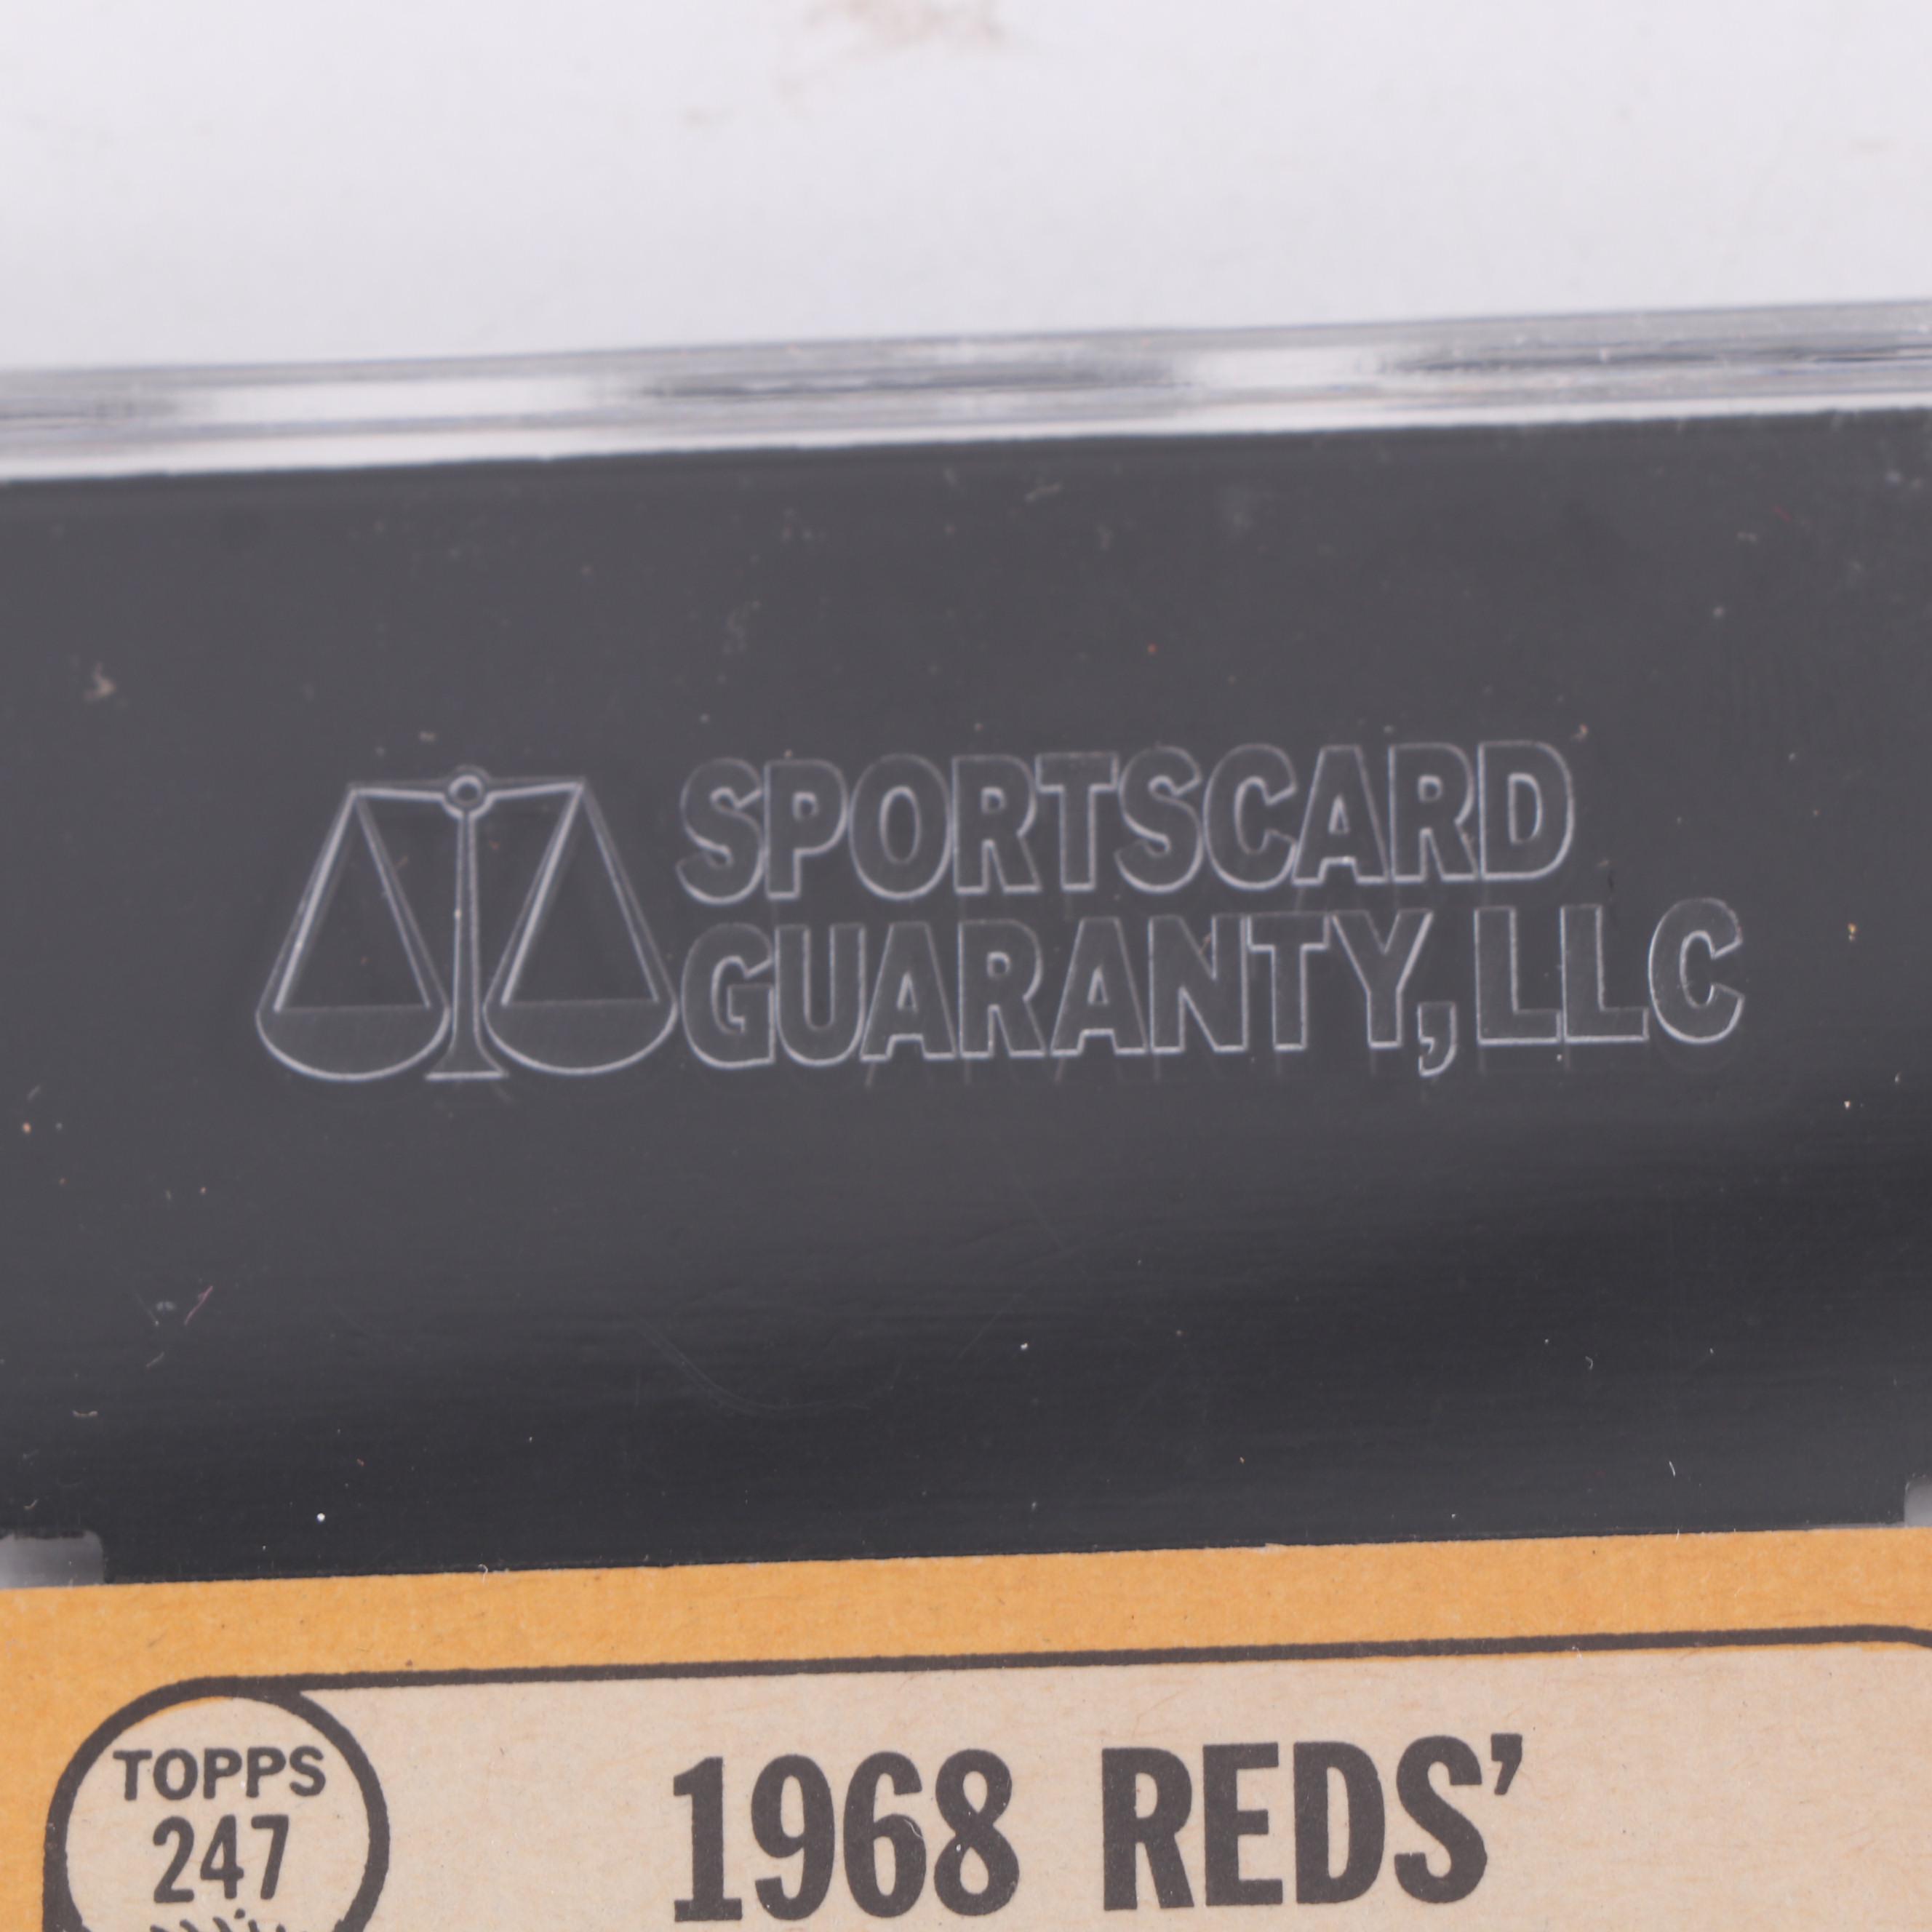 SPORTSCARD
GUARANTY, LLC
TOPPS
247
1968 REDS'